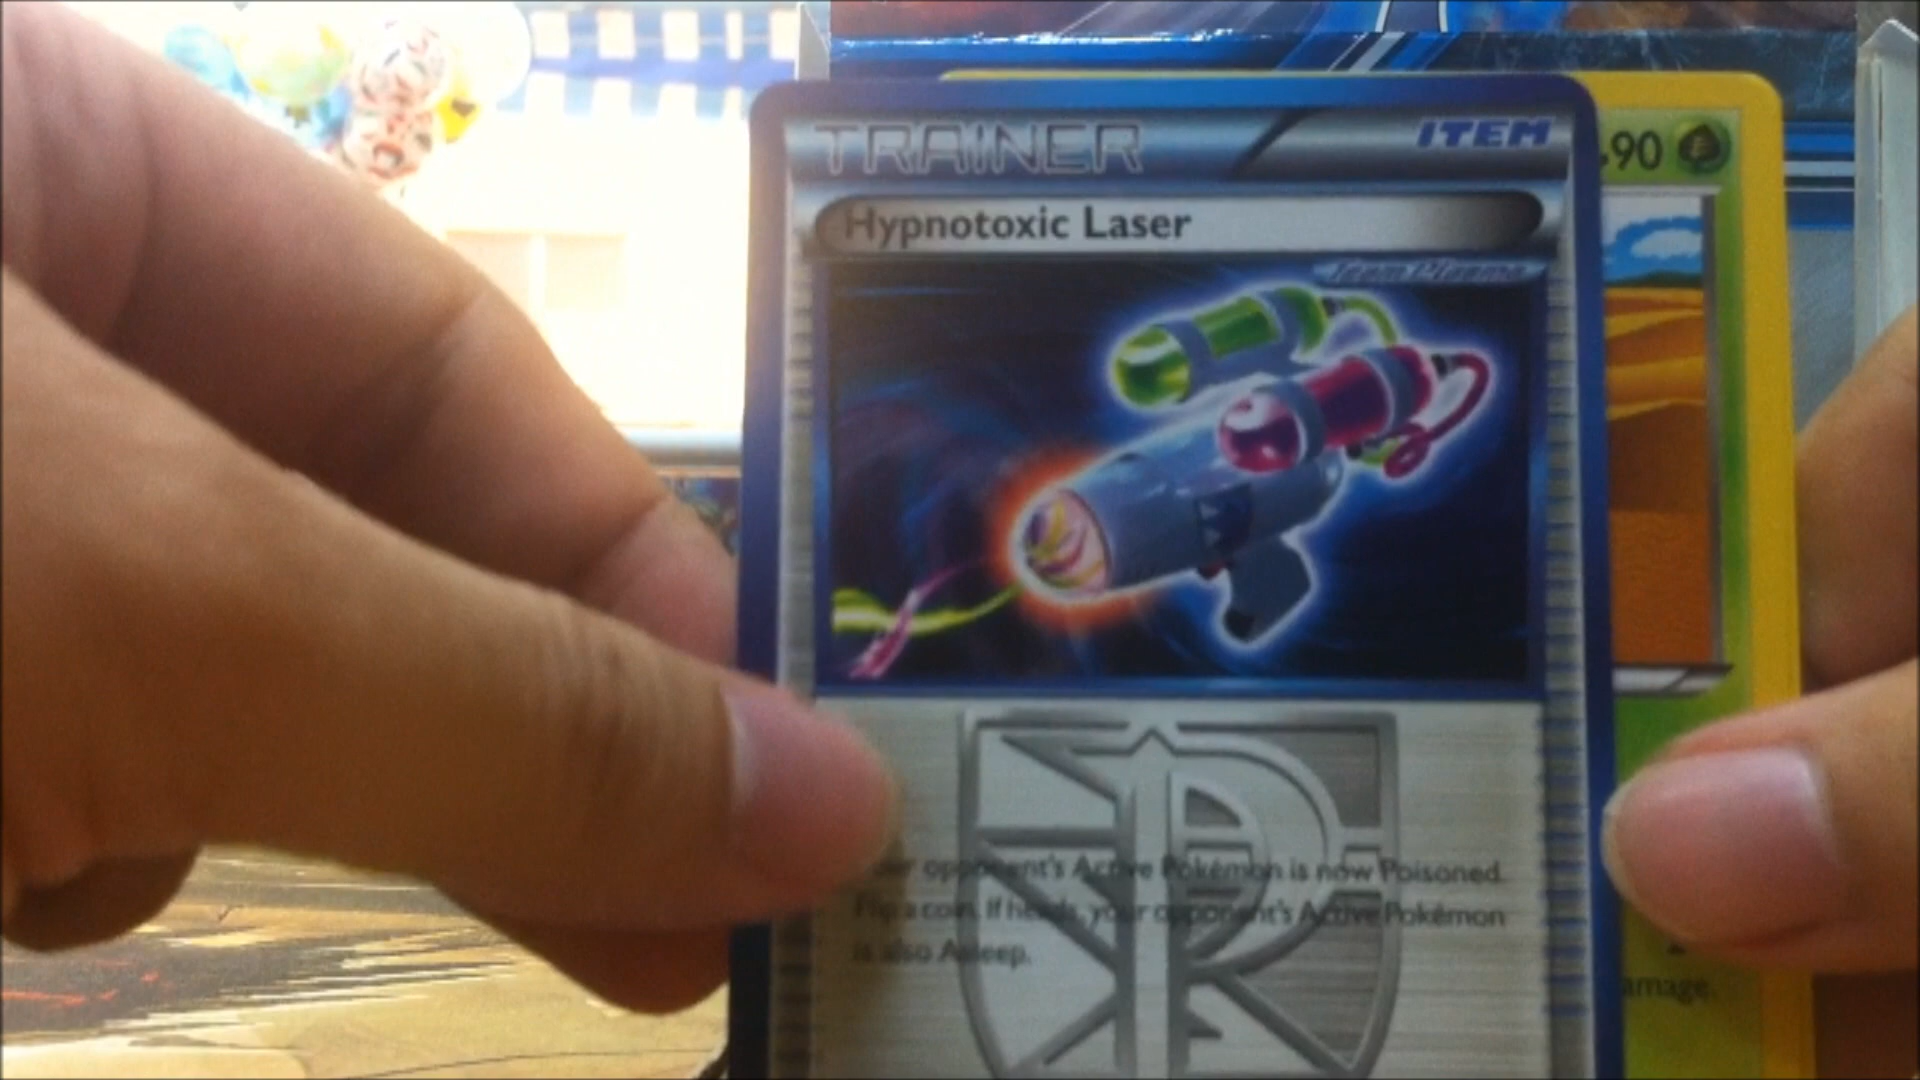 TRAINER
ITEM
Hypnotoxic Laser
Team Plasma
90
opponent's Active Pokémon is now Poisoned.
Flip a coin. If heads, your opponent's Active Pokémon
is also Asleep.
amage.